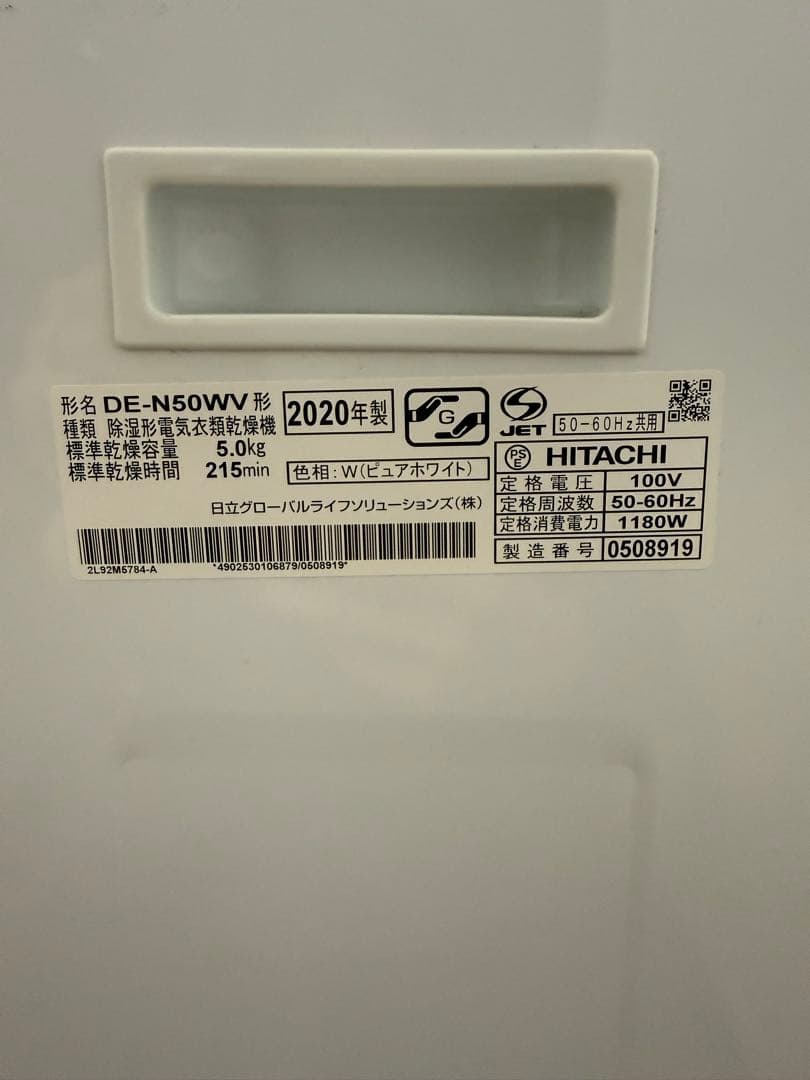 形名 DE-N50WV 形
種類 除湿形電気衣類乾燥機
標準乾燥容量 5.0kg
標準乾燥時間 215min
2020年製
色相:W(ピュアホワイト)
日立グローバルライフソリューションズ(株)
2L92M5784-A
*4902530106879/0508919*
G
S
JET
50-60Hz共用
PS
E
HITACHI
定格電圧 100V
定格周波数 50-60Hz
定格消費電力 1180W
製造番号 0508919